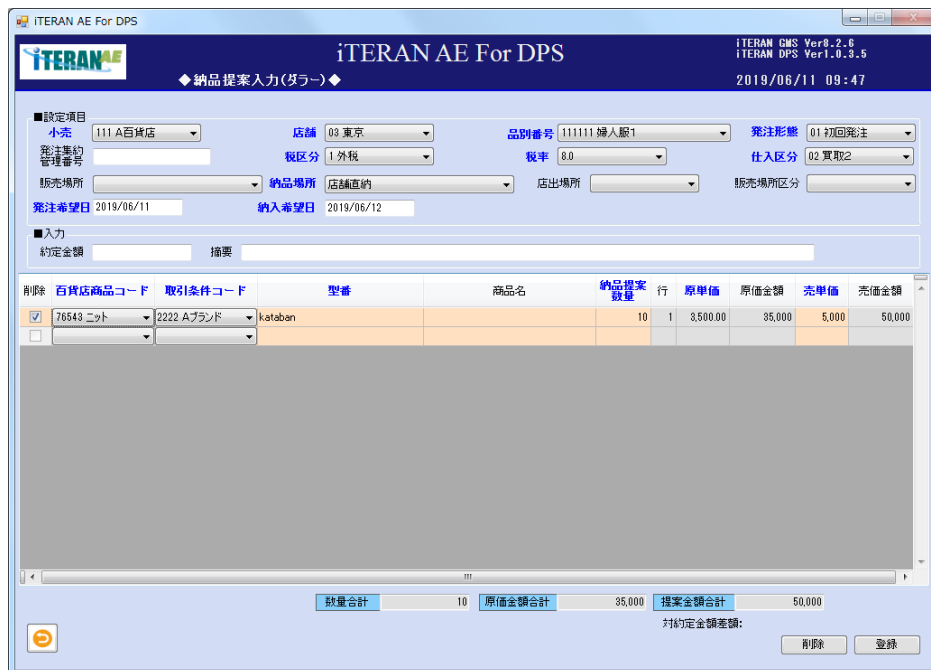 iTERAN AE For DPS
iTERAN AE
iTERAN AE For DPS
iTERAN GMS Ver8.2.6
iTERAN DPS Ver1.0.3.5
◆納品提案入力(ダラー)◆
2019/06/11 09:47
■設定項目
小売 111 A百貨店 店舗 03 東京 品別番号 111111 婦人服1 発注形態 01 初回発注
発注集約
管理番号 税区分 1 外税 税率 8.0 仕入区分 02 買取2
販売場所 納品場所 店舗直納 店出場所 販売場所区分
発注希望日 2019/06/11 納入希望日 2019/06/12
■入力
約定金額 摘要
削除 百貨店商品コード 取引条件コード 型番 商品名 納品提案数量 行 原単価 原価金額 売単価 売価金額
76543 ニット 2222 Aブランド kataban 10 1 3,500.00 35,000 5,000 50,000
数量合計 10 原価金額合計 35,000 提案金額合計 50,000
対約定金額差額:
削除 登録